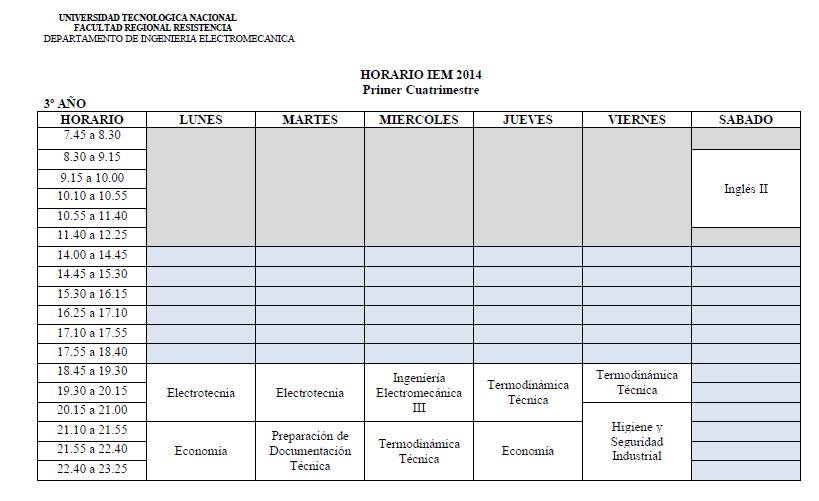 UNIVERSIDAD TECNOLOGICA NACIONAL
FACULTAD REGIONAL RESISTENCIA
DEPARTAMENTO DE INGENIERIA ELECTROMECANICA
HORARIO IEM 2014
Primer Cuatrimestre
3º AÑO
HORARIO LUNES MARTES MIERCOLES JUEVES VIERNES SABADO
7.45 a 8.30
8.30 a 9.15
9.15 a 10.00
10.10 a 10.55
Inglés II
10.55 a 11.40
11.40 a 12.25
14.00 a 14.45
14.45 a 15.30
15.30 a 16.15
16.25 a 17.10
17.10 a 17.55
17.55 a 18.40
18.45 a 19.30
19.30 a 20.15
20.15 a 21.00
Electrotecnia
Electrotecnia
Ingeniería
Electromecánica
III
Termodinámica
Técnica
Termodinámica
Técnica
21.10 a 21.55
21.55 a 22.40
22.40 a 23.25
Economía
Preparación de
Documentación
Técnica
Termodinámica
Técnica
Economía
Higiene y
Seguridad
Industrial